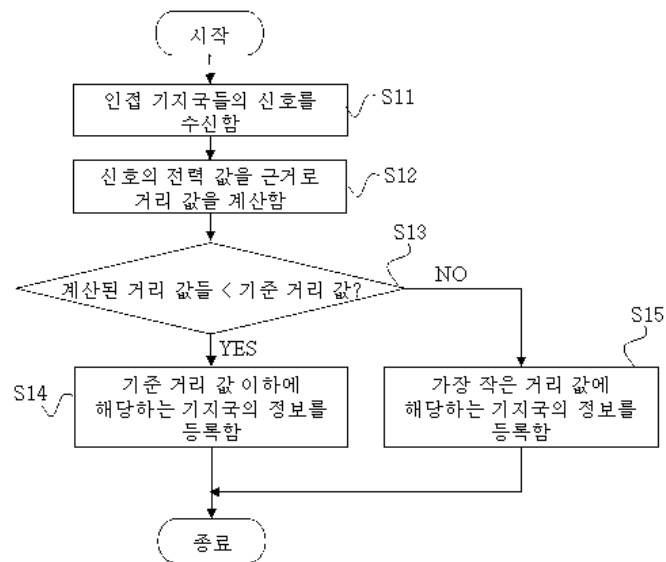 시작
인접 기지국들의 신호를
수신함
S11
신호의 전력 값을 근거로
거리 값을 계산함
S12
S13
계산된 거리 값들 < 기준 거리 값?
NO
YES
S14
기준 거리 값 이하에
해당하는 기지국의 정보를
등록함
S15
가장 작은 거리 값에
해당하는 기지국의 정보를
등록함
종료